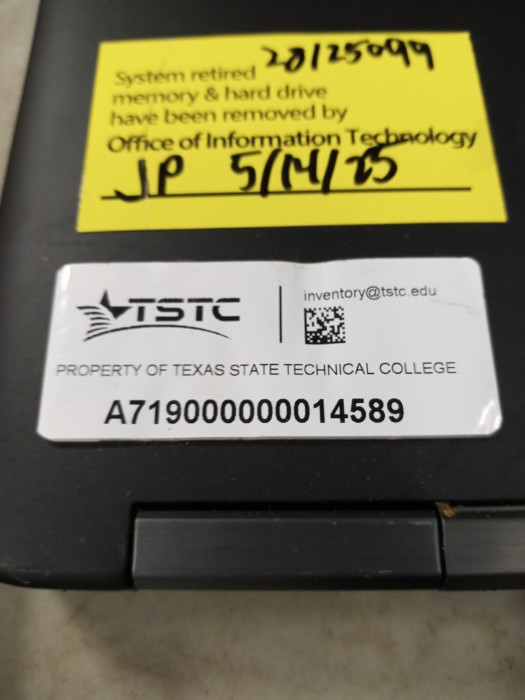 System retired 20125099
memory & hard drive
have been removed by
Office of Information Technology
JP 5/14/25
TSTC
inventory@tstc.edu
PROPERTY OF TEXAS STATE TECHNICAL COLLEGE
A719000000014589